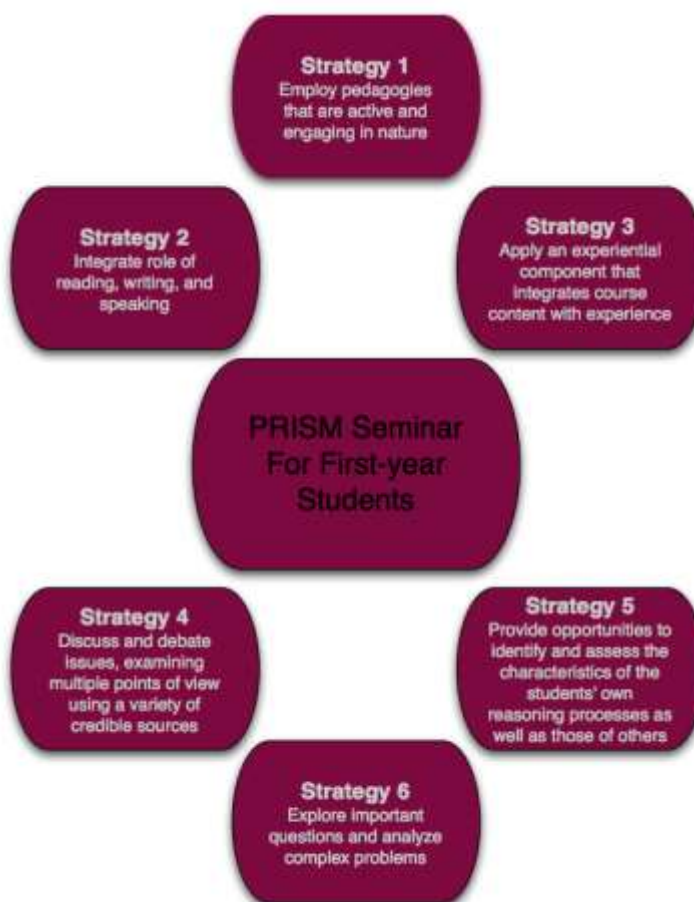 Strategy 1
Employ pedagogies
that are active and
engaging in nature
Strategy 2
Integrate role of
reading, writing, and
speaking
Strategy 3
Apply an experiential
component that
integrates course
content with experience
PRISM Seminar
For First-year
Students
Strategy 4
Discuss and debate
issues, examining
multiple points of view
using a variety of
credible sources
Strategy 5
Provide opportunities to
identify and assess the
characteristics of the
students' own
reasoning processes as
well as those of others
Strategy 6
Explore important
questions and analyze
complex problems